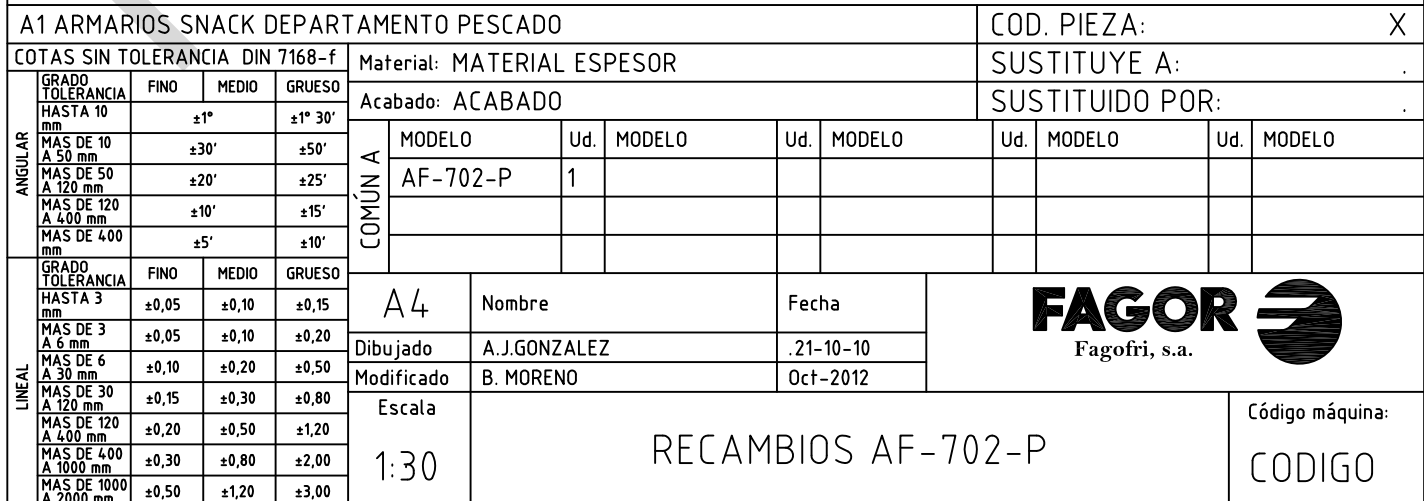 A1 ARMARIOS SNACK DEPARTAMENTO PESCADO
COD. PIEZA: X
COTAS SIN TOLERANCIA DIN 7168-f
Material: MATERIAL ESPESOR
SUSTITUYE A: .
Acabado: ACABADO
SUSTITUIDO POR: .
ANGULAR
GRADO TOLERANCIA FINO MEDIO GRUESO
HASTA 10 mm ±1° ±1° 30'
MAS DE 10 A 50 mm ±30' ±50'
MAS DE 50 A 120 mm ±20' ±25'
MAS DE 120 A 400 mm ±10' ±15'
MAS DE 400 mm ±5' ±10'
LINEAL
GRADO TOLERANCIA FINO MEDIO GRUESO
HASTA 3 mm ±0,05 ±0,10 ±0,15
MAS DE 3 A 6 mm ±0,05 ±0,10 ±0,20
MAS DE 6 A 30 mm ±0,10 ±0,20 ±0,50
MAS DE 30 A 120 mm ±0,15 ±0,30 ±0,80
MAS DE 120 A 400 mm ±0,20 ±0,50 ±1,20
MAS DE 400 A 1000 mm ±0,30 ±0,80 ±2,00
MAS DE 1000 A 2000 mm ±0,50 ±1,20 ±3,00
COMÚN A
MODELO Ud. MODELO Ud. MODELO Ud. MODELO Ud. MODELO
AF-702-P 1
A4 Nombre Fecha
Dibujado A.J.GONZALEZ .21-10-10
Modificado B. MORENO Oct-2012
FAGOR
Fagofri, s.a.
Escala
1:30
RECAMBIOS AF-702-P
Código máquina:
CODIGO